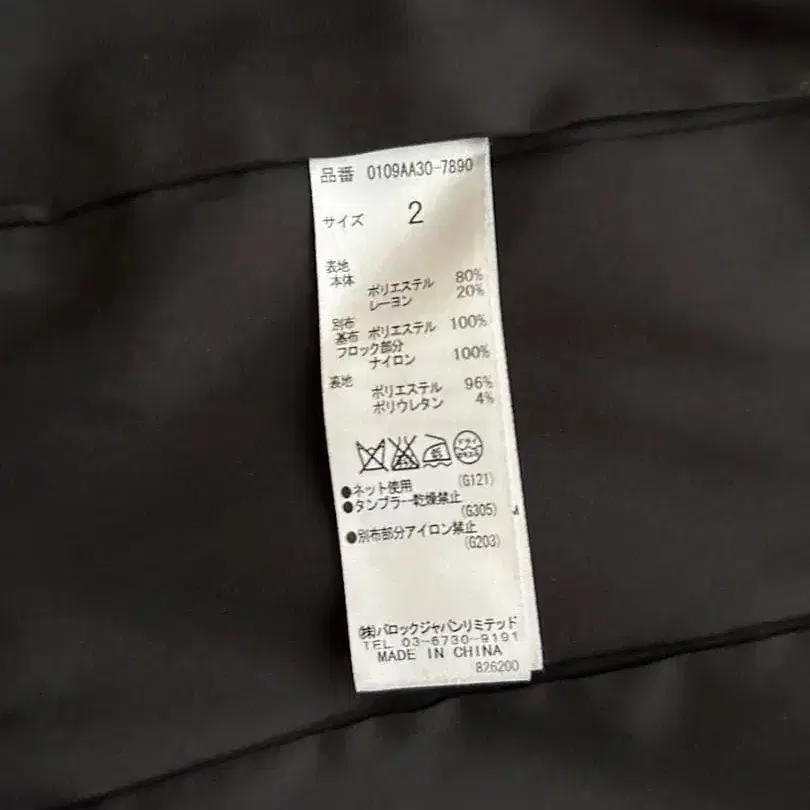 品番 0109AA30-7890
サイズ 2
表地
本体
ポリエステル 80%
レーヨン 20%
別布
基布 ポリエステル 100%
フロック部分
ナイロン 100%
裏地
ポリエステル 96%
ポリウレタン 4%
ドライ
●ネット使用 (G121)
●タンブラー乾燥禁止
(G305)
●別布部分アイロン禁止
(G203)
(株)バロックジャパンリミテッド
TEL 03-6730-9191
MADE IN CHINA
826200